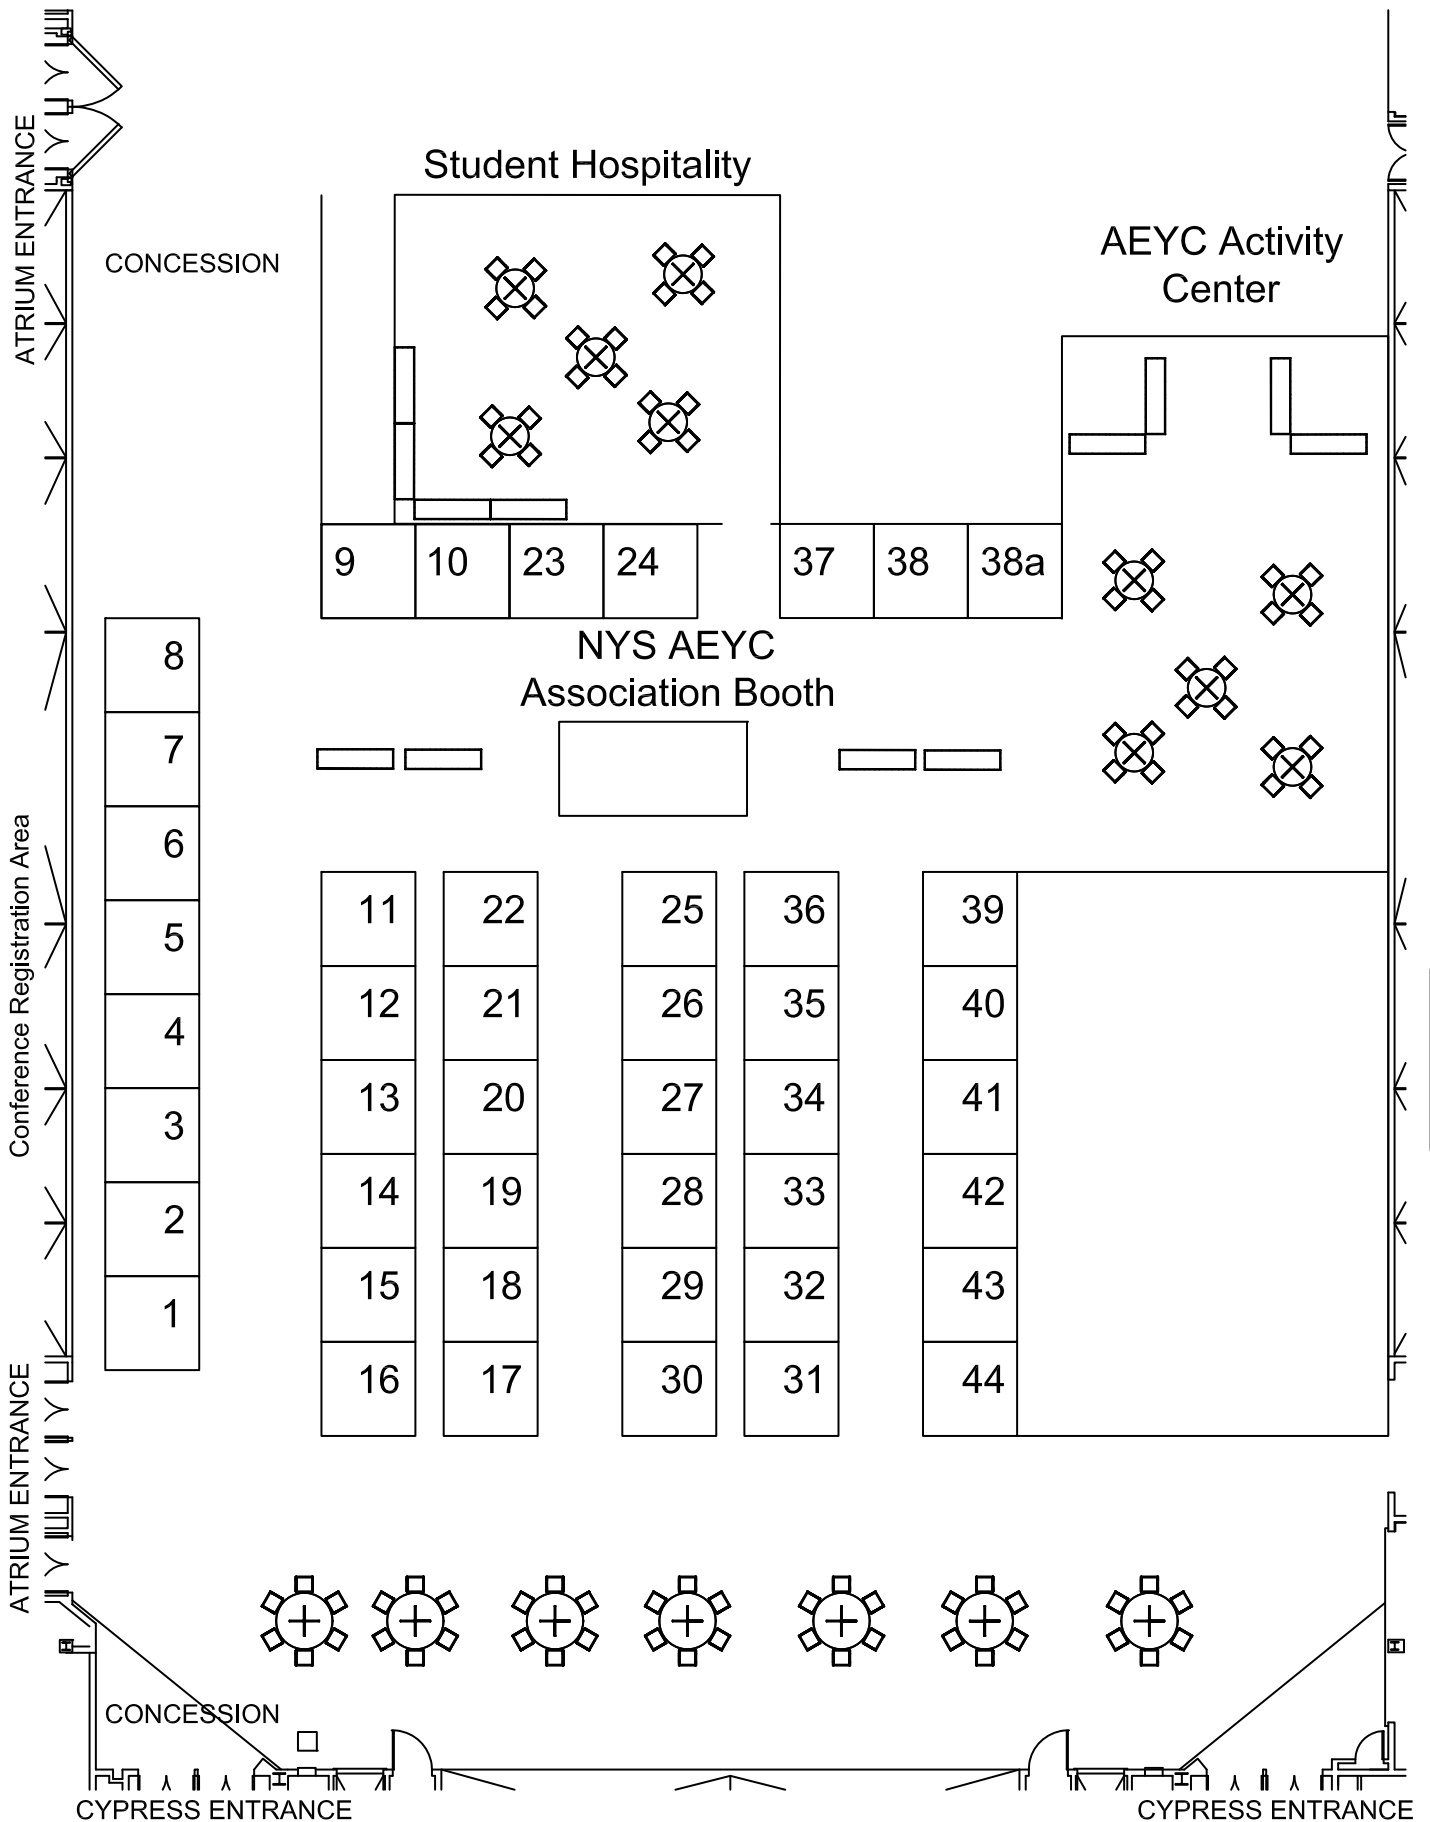 ATRIUM ENTRANCE
Student Hospitality
AEYC Activity
Center
CONCESSION
9 10 23 24 37 38 38a
NYS AEYC
Association Booth
8
7
6
5
4
3
2
1
Conference Registration Area
11 22 25 36 39
12 21 26 35 40
13 20 27 34 41
14 19 28 33 42
15 18 29 32 43
16 17 30 31 44
ATRIUM ENTRANCE
CONCESSION
CYPRESS ENTRANCE
CYPRESS ENTRANCE